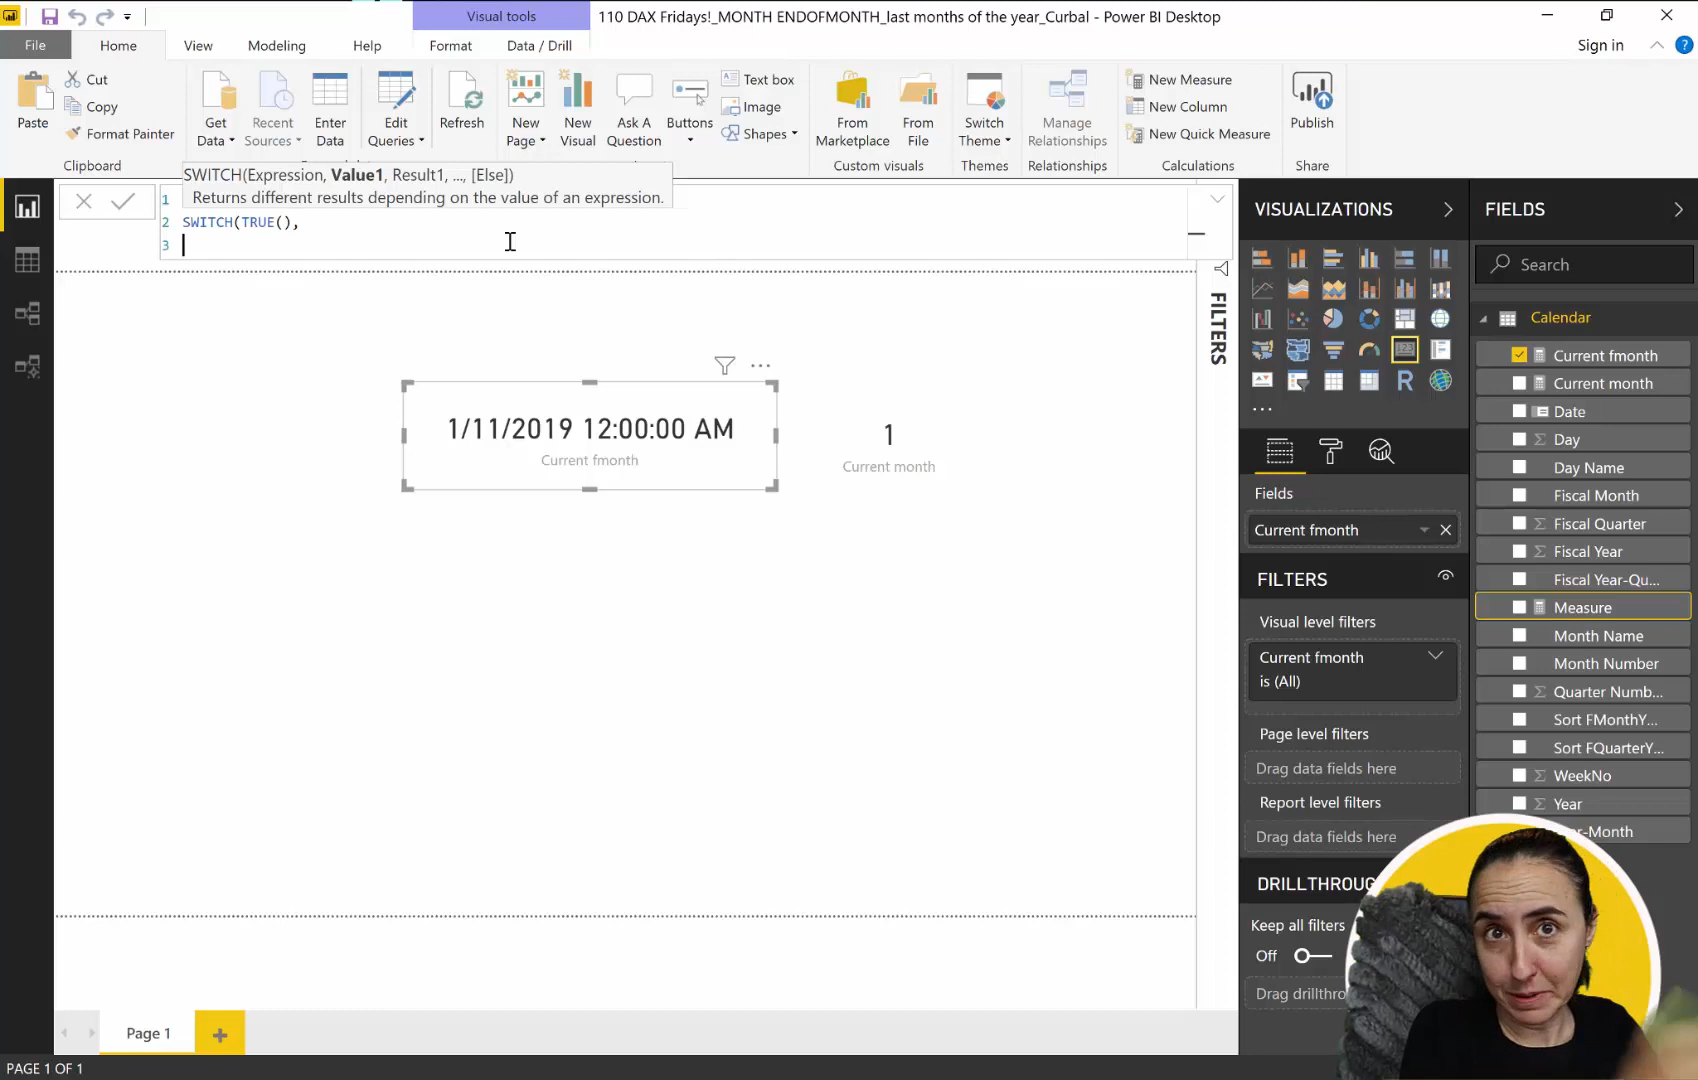 Visual tools
110 DAX Fridays!_MONTH ENDOFMONTH_last months of the year_Curbal - Power BI Desktop
File
Home
View
Modeling
Help
Format
Data / Drill
Sign in
Paste
Cut
Copy
Format Painter
Clipboard
Get Data
Recent Sources
Enter Data
Edit Queries
Refresh
New Page
New Visual
Ask A Question
Buttons
Text box
Image
Shapes
From Marketplace
From File
Custom visuals
Switch Theme
Themes
Manage Relationships
Relationships
New Measure
New Column
New Quick Measure
Calculations
Publish
Share
SWITCH(Expression, Value1, Result1, ..., [Else])
Returns different results depending on the value of an expression.
1
2 SWITCH(TRUE(),
3
1/11/2019 12:00:00 AM
Current fmonth
1
Current month
FILTERS
VISUALIZATIONS
R
Fields
Current fmonth
FILTERS
Visual level filters
Current fmonth
is (All)
Page level filters
Drag data fields here
Report level filters
Drag data fields here
DRILLTHROUG
Keep all filters
Off
Drag drillthro
FIELDS
Search
Calendar
Current fmonth
Current month
Date
Day
Day Name
Fiscal Month
Fiscal Quarter
Fiscal Year
Fiscal Year-Qu...
Measure
Month Name
Month Number
Quarter Numb...
Sort FMonthY...
Sort FQuarterY...
WeekNo
Year
-Month
Page 1
PAGE 1 OF 1